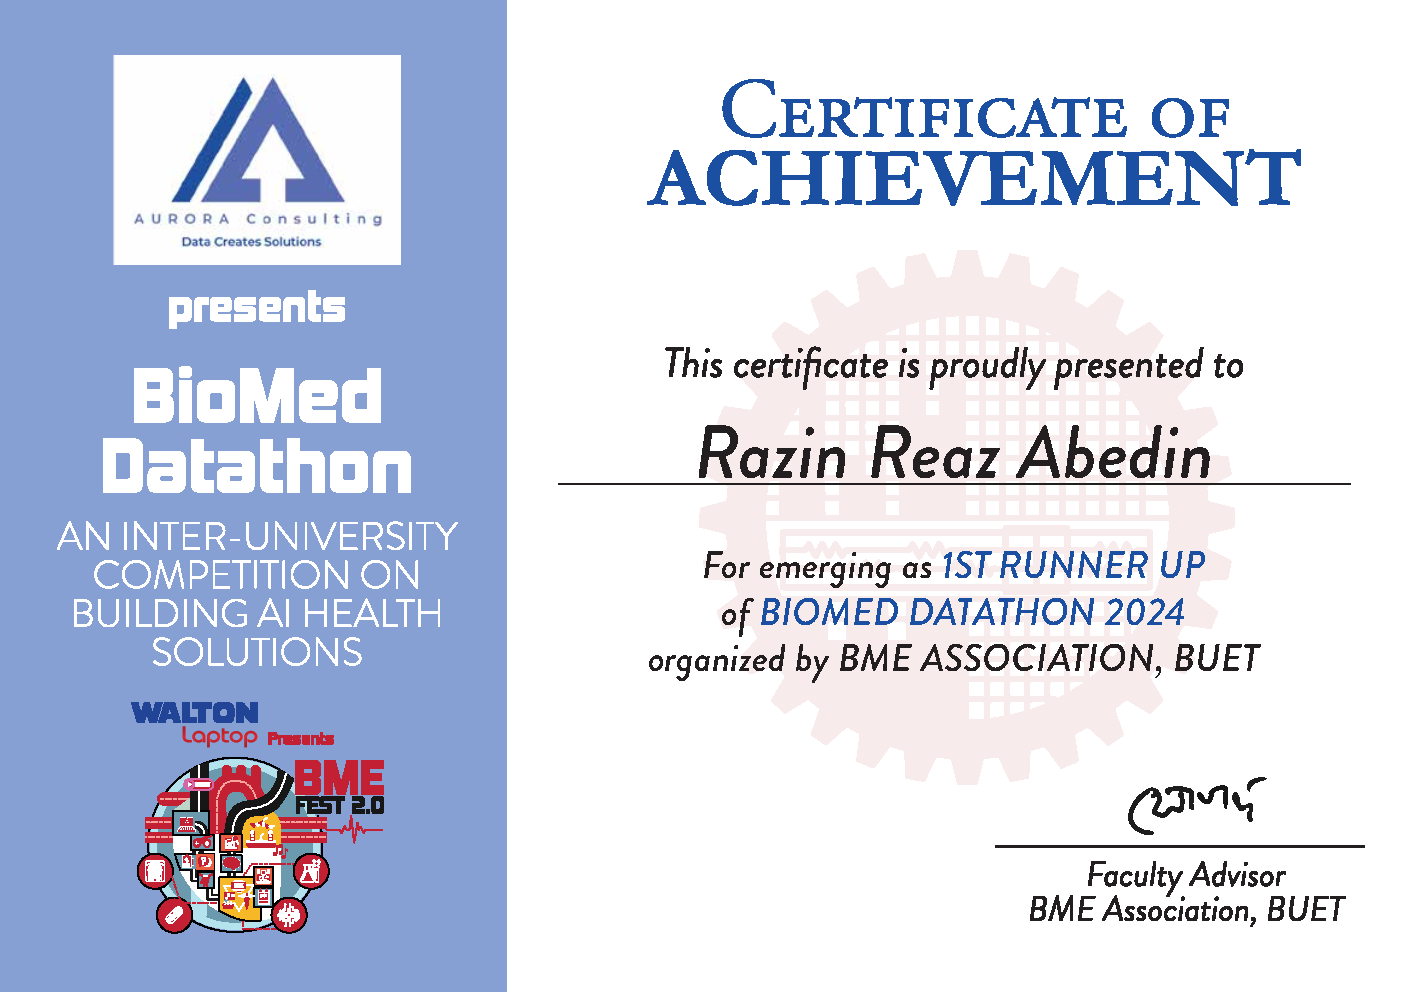 AURORA Consulting
Data Creates Solutions
presents
BioMed
Datathon
AN INTER-UNIVERSITY
COMPETITION ON
BUILDING AI HEALTH
SOLUTIONS
WALTON
Laptop Presents
BME
FEST 2.0
CERTIFICATE OF
ACHIEVEMENT
This certificate is proudly presented to
Razin Reaz Abedin
For emerging as 1ST RUNNER UP
of BIOMED DATATHON 2024
organized by BME ASSOCIATION, BUET
Faculty Advisor
BME Association, BUET